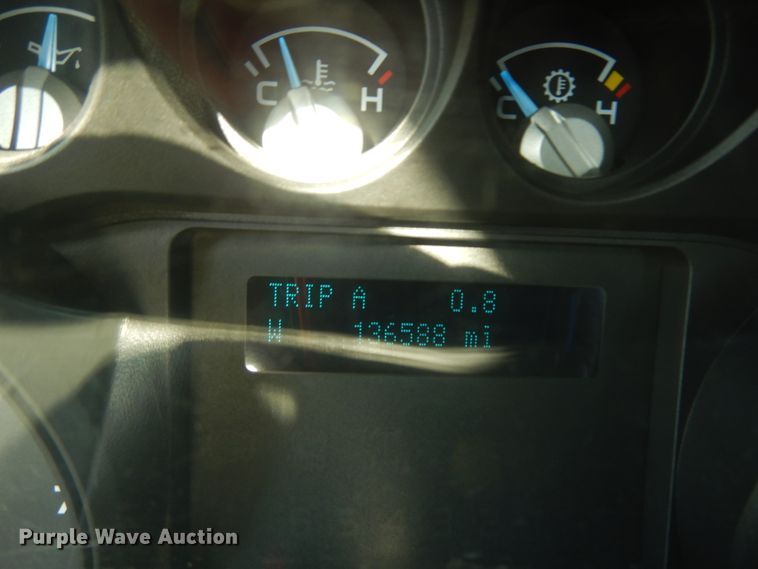 C H
C H
TRIP A 0.8
W 136588 mi
Purple Wave Auction